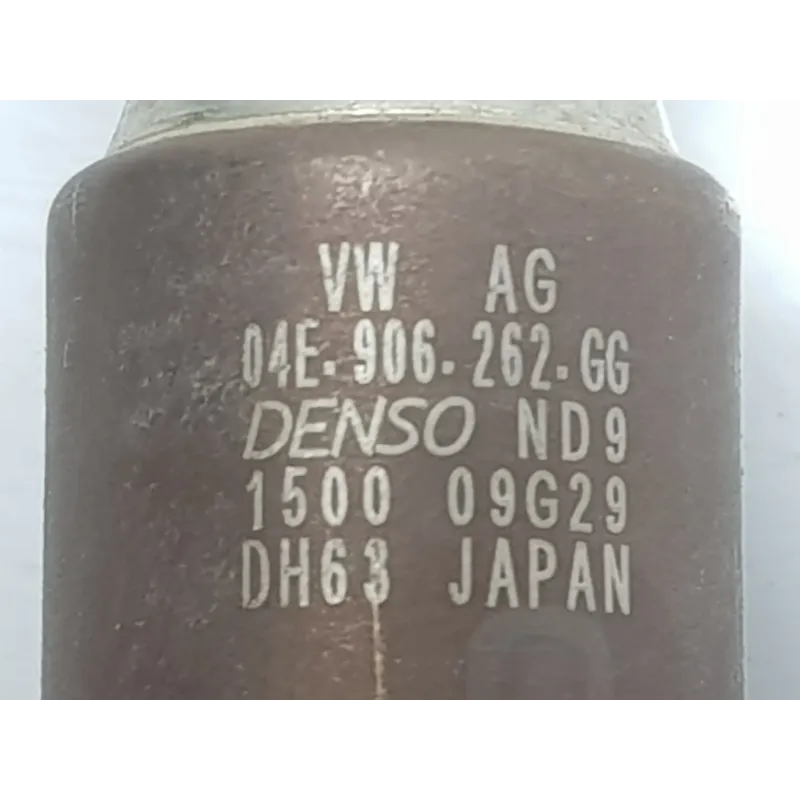 VW AG
04E.906.262.GG
DENSO ND9
1500 09G29
DH63 JAPAN